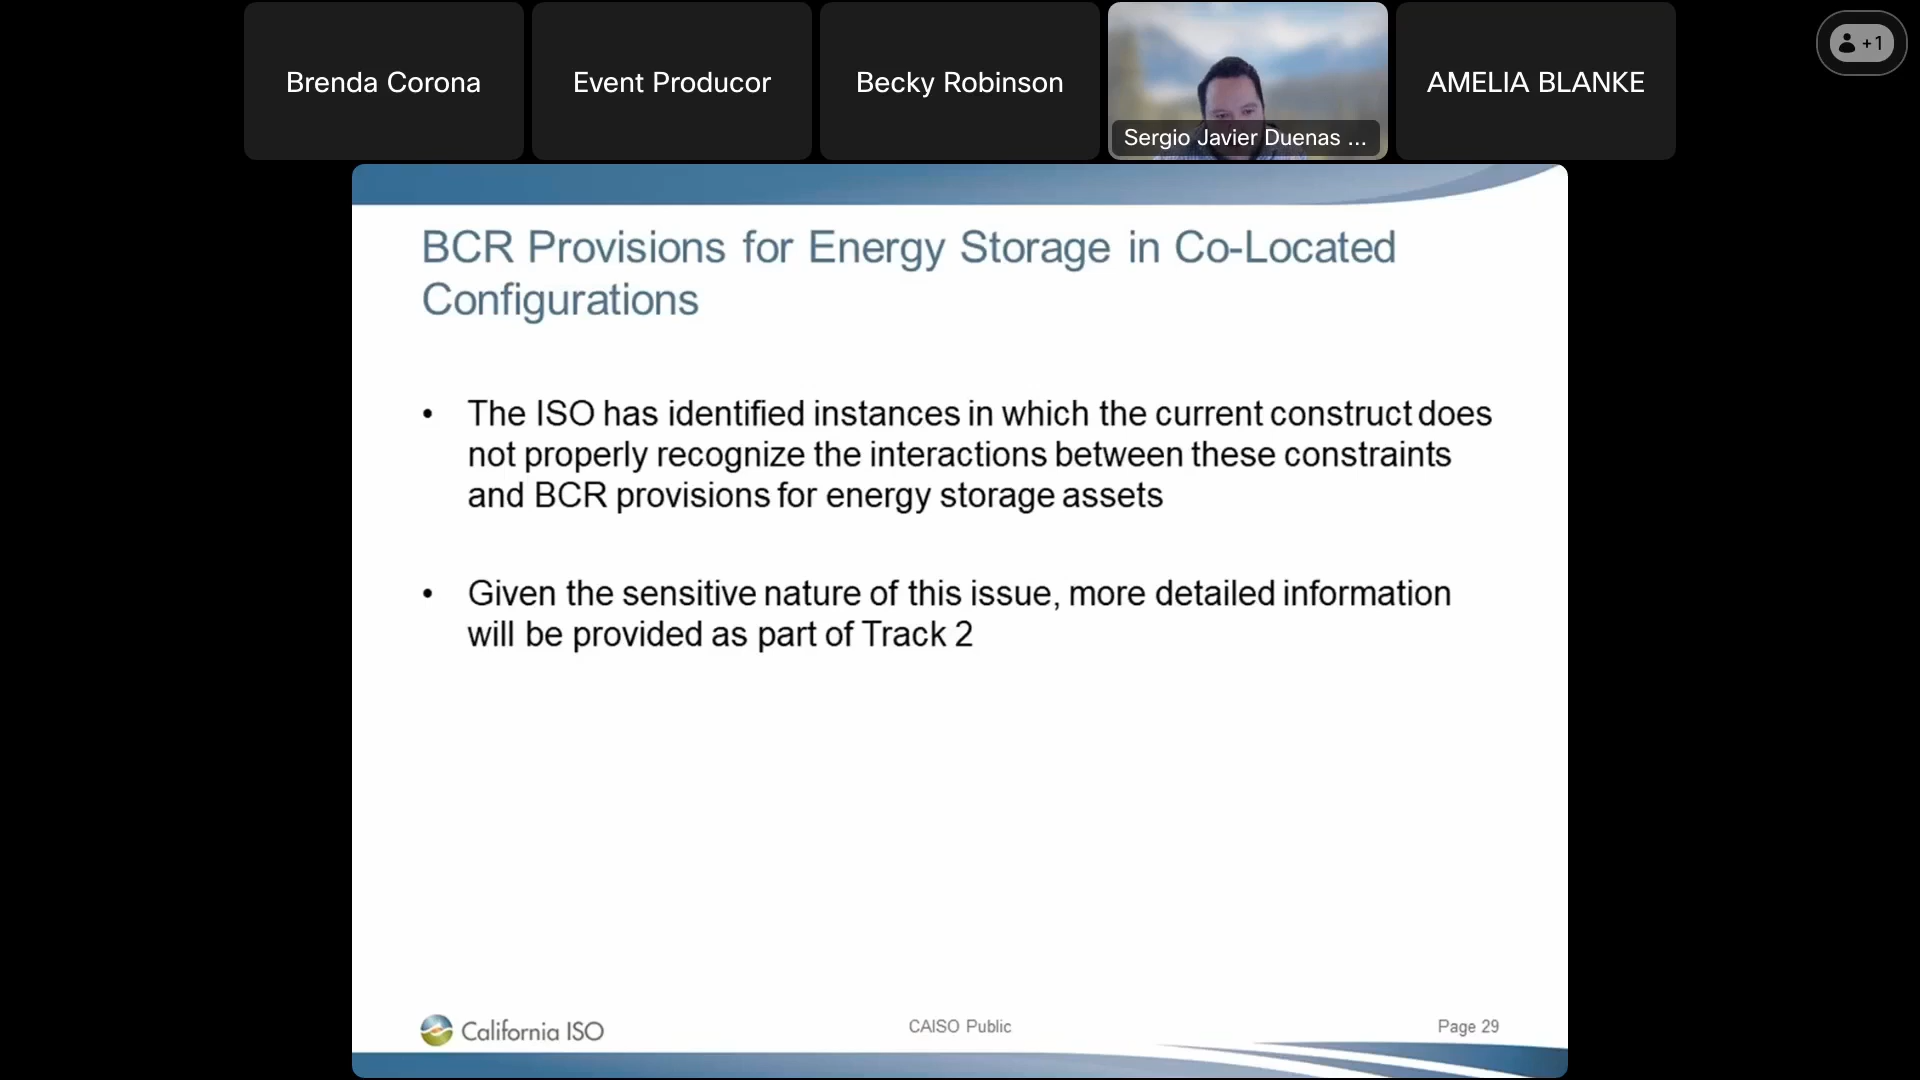 Brenda Corona
Event Producor
Becky Robinson
Sergio Javier Duenas ...
AMELIA BLANKE
+1
BCR Provisions for Energy Storage in Co-Located
Configurations
• The ISO has identified instances in which the current construct does
not properly recognize the interactions between these constraints
and BCR provisions for energy storage assets
• Given the sensitive nature of this issue, more detailed information
will be provided as part of Track 2
California ISO
CAISO Public
Page 29